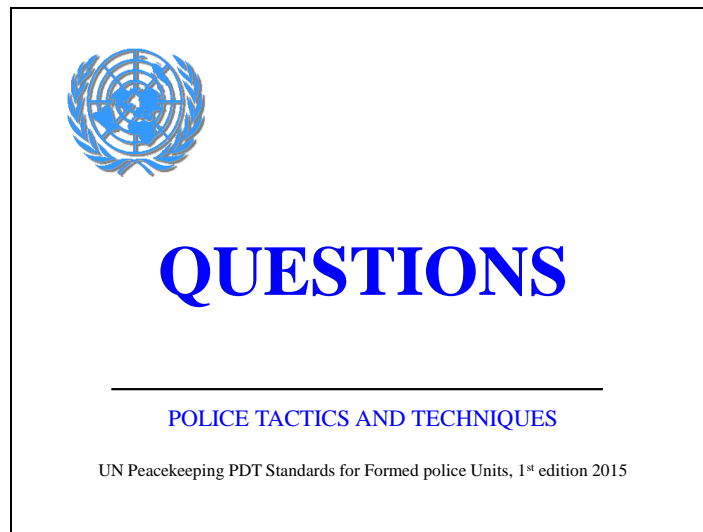 QUESTIONS
POLICE TACTICS AND TECHNIQUES
UN Peacekeeping PDT Standards for Formed police Units, 1st edition 2015